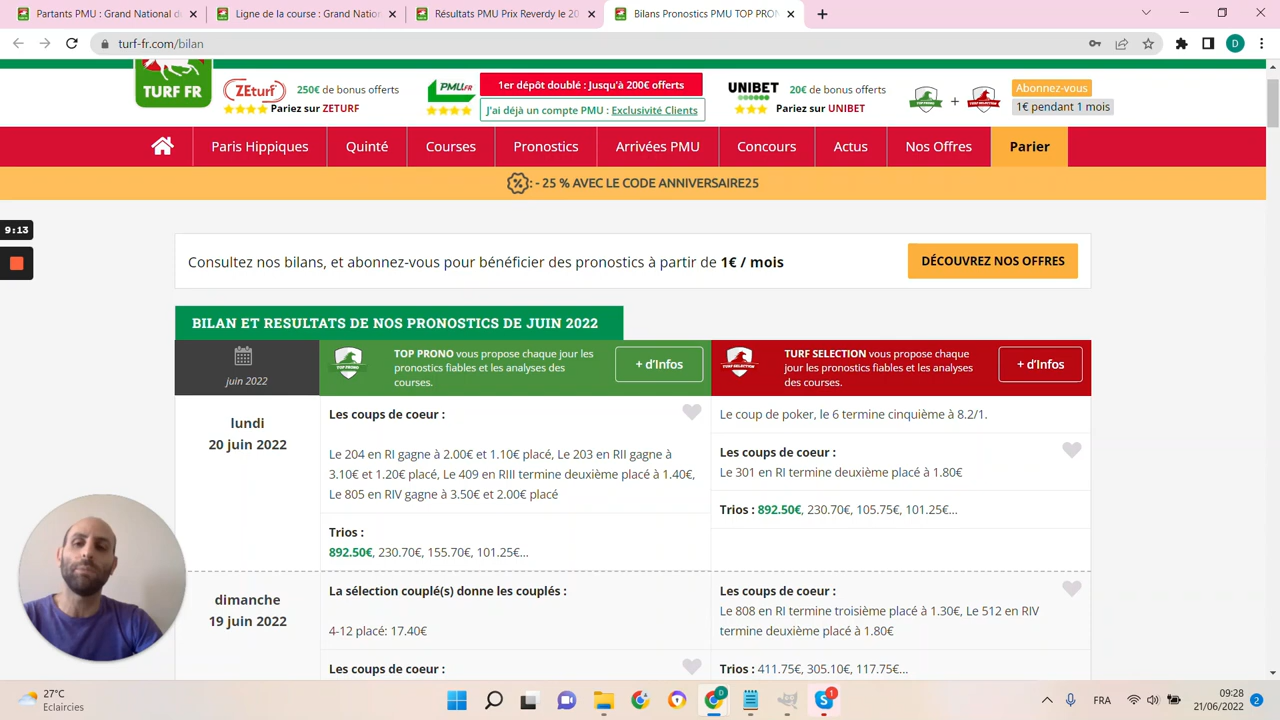 Partants PMU : Grand National d
Ligne de la course : Grand Natio
Résultats PMU Prix Reverdy le 20
Bilans Pronostics PMU TOP PRON
turf-fr.com/bilan
D
TURF FR
ZEturf
250€ de bonus offerts
Pariez sur ZETURF
PMU.FR
1er dépôt doublé : Jusqu'à 200€ offerts
J'ai déjà un compte PMU : Exclusivité Clients
UNIBET
20€ de bonus offerts
Pariez sur UNIBET
+
Abonnez-vous
1€ pendant 1 mois
Paris Hippiques
Quinté
Courses
Pronostics
Arrivées PMU
Concours
Actus
Nos Offres
Parier
: - 25 % AVEC LE CODE ANNIVERSAIRE25
9:13
Consultez nos bilans, et abonnez-vous pour bénéficier des pronostics à partir de 1€ / mois
DÉCOUVREZ NOS OFFRES
BILAN ET RESULTATS DE NOS PRONOSTICS DE JUIN 2022
juin 2022
TOP PRONO
TOP PRONO vous propose chaque jour les
pronostics fiables et les analyses des
courses.
+ d'Infos
TURF SELECTION
TURF SELECTION vous propose chaque
jour les pronostics fiables et les analyses
des courses.
+ d'Infos
lundi
20 juin 2022
Les coups de coeur :
Le 204 en RI gagne à 2.00€ et 1.10€ placé, Le 203 en RII gagne à
3.10€ et 1.20€ placé, Le 409 en RIII termine deuxième placé à 1.40€,
Le 805 en RIV gagne à 3.50€ et 2.00€ placé
Trios :
892.50€, 230.70€, 155.70€, 101.25€...
Le coup de poker, le 6 termine cinquième à 8.2/1.
Les coups de coeur :
Le 301 en RI termine deuxième placé à 1.80€
Trios : 892.50€, 230.70€, 105.75€, 101.25€...
dimanche
19 juin 2022
La sélection couplé(s) donne les couplés :
4-12 placé: 17.40€
Les coups de coeur :
Les coups de coeur :
Le 808 en RI termine troisième placé à 1.30€, Le 512 en RIV
termine deuxième placé à 1.80€
Trios : 411.75€, 305.10€, 117.75€...
27°C
Éclaircies
D
S
1
FRA
09:28
21/06/2022
2